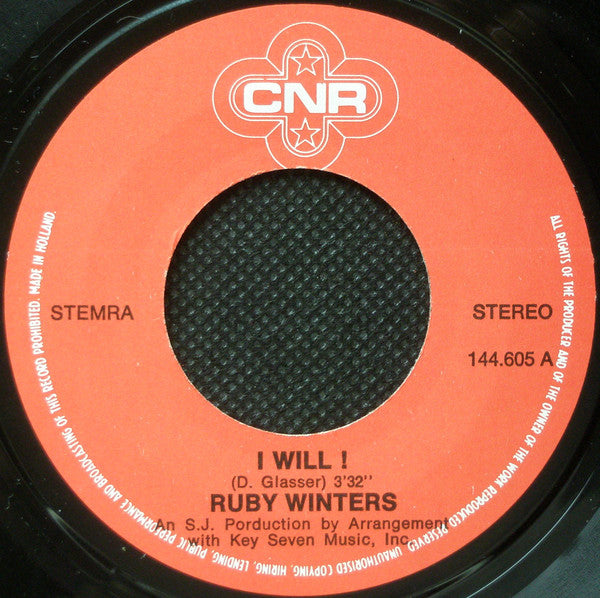 CNR
STEMRA
STEREO
144.605 A
I WILL !
(D. Glasser) 3'32''
RUBY WINTERS
An S.J. Porduction by Arrangement
with Key Seven Music, Inc.
ALL RIGHTS OF THE PRODUCER AND OF THE OWNER OF THE WORK REPRODUCED RESERVED. UNAUTHORISED COPYING, HIRING, LENDING, PUBLIC PERFORMANCE AND BROADCASTING OF THIS RECORD PROHIBITED. MADE IN HOLLAND